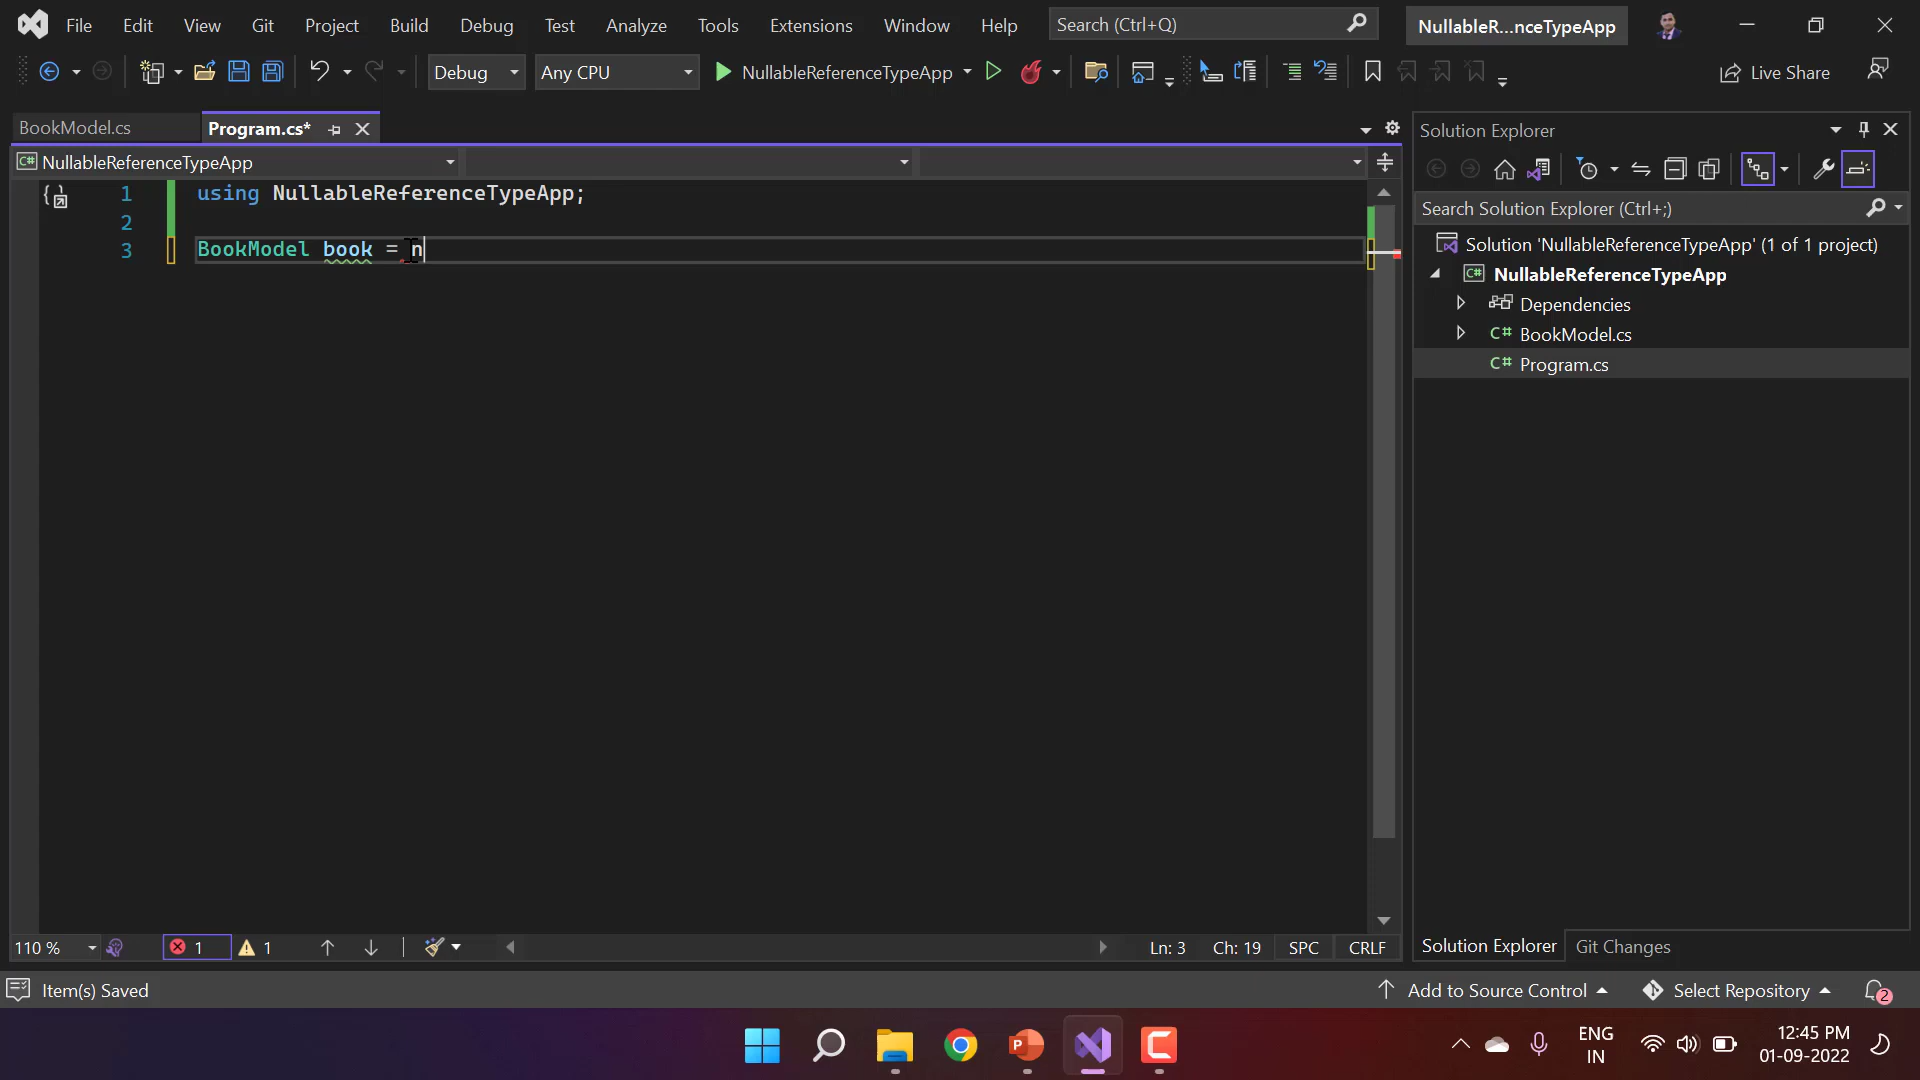 File Edit View Git Project Build Debug Test Analyze Tools Extensions Window Help Search (Ctrl+Q) NullableR...nceTypeApp
Debug Any CPU NullableReferenceTypeApp Live Share
BookModel.cs Program.cs*
Solution Explorer
C# NullableReferenceTypeApp
Search Solution Explorer (Ctrl+;)
1 using NullableReferenceTypeApp;
2
3 BookModel book = n
Solution 'NullableReferenceTypeApp' (1 of 1 project)
C# NullableReferenceTypeApp
Dependencies
C# BookModel.cs
C# Program.cs
110 % 1 1 Ln: 3 Ch: 19 SPC CRLF
Solution Explorer Git Changes
Item(s) Saved Add to Source Control Select Repository 2
P C ENG
IN
12:45 PM
01-09-2022